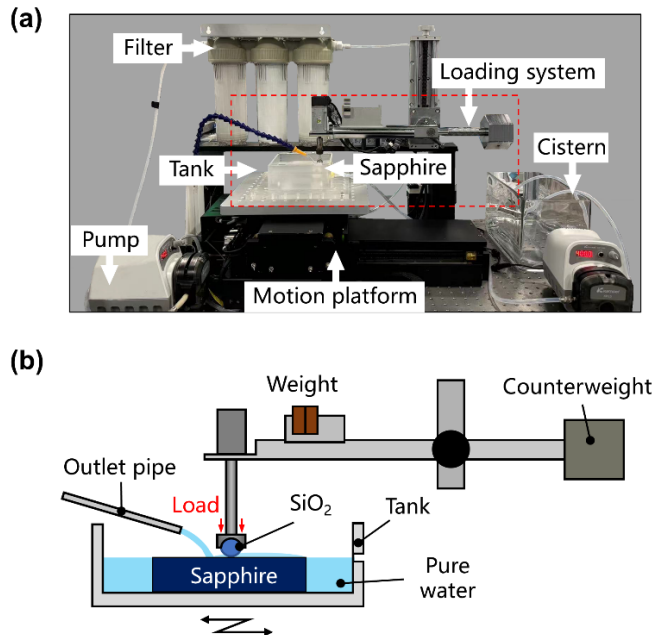 (a)
Filter
Loading system
Cistern
Tank
Sapphire
Pump
Motion platform
(b)
Weight
Counterweight
Outlet pipe
Load
SiO₂
Tank
Sapphire
Pure
water